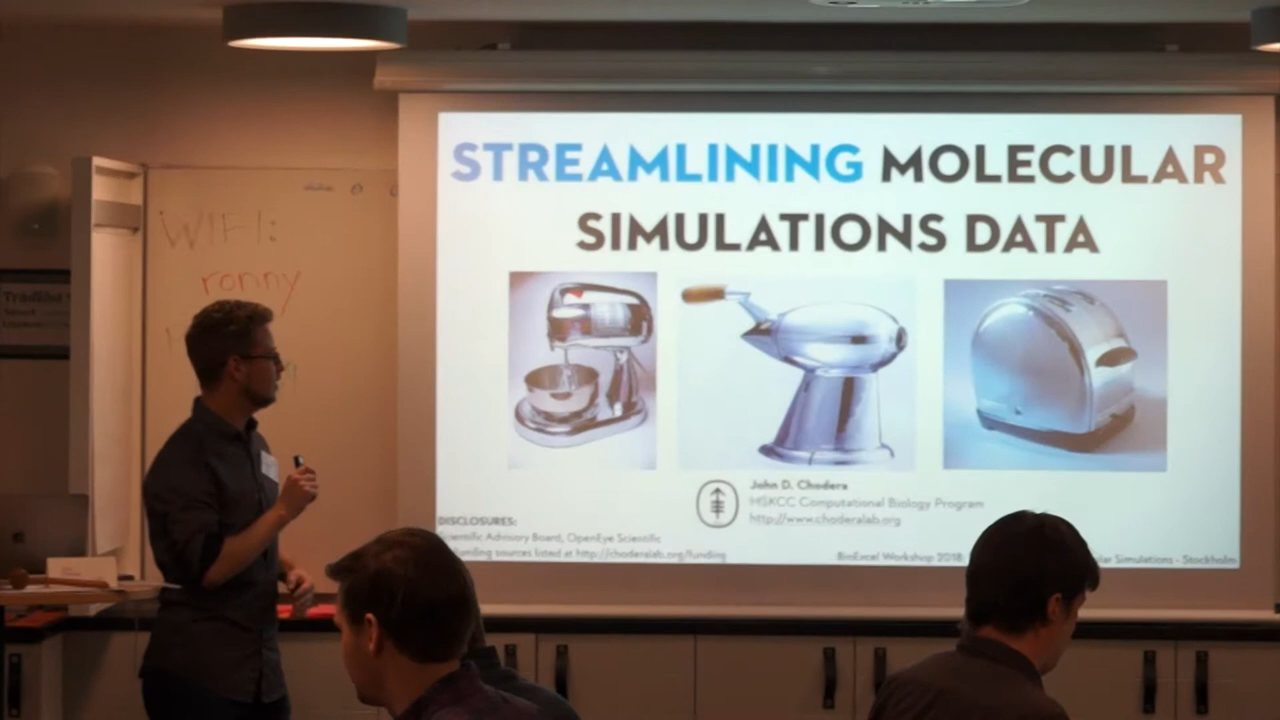 STREAMLINING MOLECULAR
SIMULATIONS DATA
WIFI:
ronny
John D. Chodera
MSKCC Computational Biology Program
http://www.choderalab.org
DISCLOSURES:
Scientific Advisory Board, OpenEye Scientific
funding sources listed at http://choderalab.org/funding
BioExcel Workshop 2018: Simulations - Stockholm